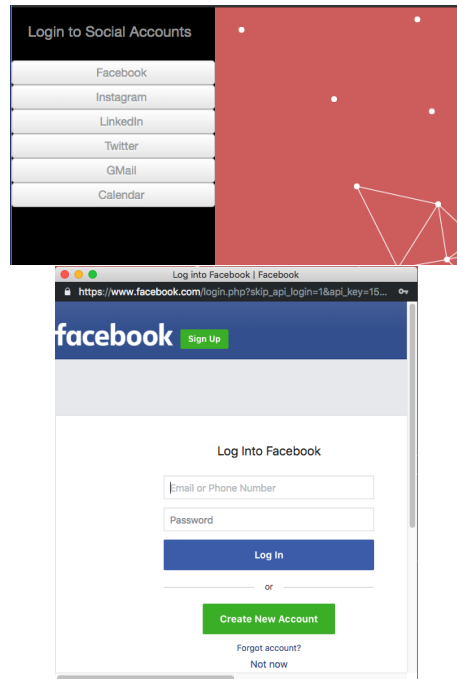 Login to Social Accounts
Facebook
Instagram
LinkedIn
Twitter
GMail
Calendar
Log into Facebook | Facebook
https://www.facebook.com/login.php?skip_api_login=1&api_key=15...
facebook Sign Up
Log Into Facebook
Email or Phone Number
Password
Log In
or
Create New Account
Forgot account?
Not now